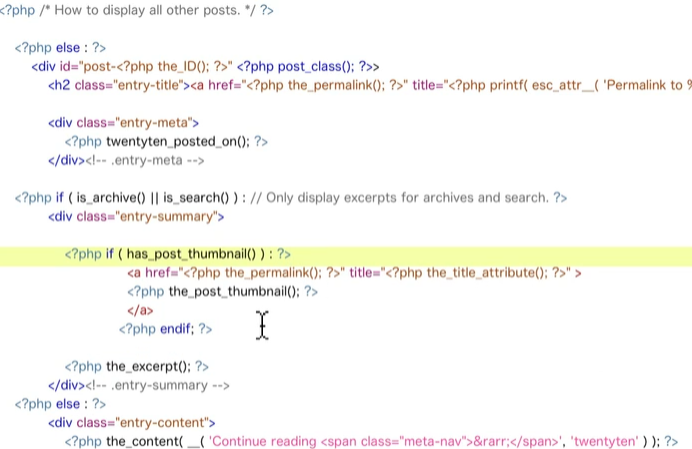 <?php /* How to display all other posts. */ ?>
<?php else : ?>
<div id="post-<?php the_ID(); ?>" <?php post_class(); ?>>
<h2 class="entry-title"><a href="<?php the_permalink(); ?>" title="<?php printf( esc_attr__( 'Permalink to %
<div class="entry-meta">
<?php twentyten_posted_on(); ?>
</div><!-- .entry-meta -->
<?php if ( is_archive() || is_search() ) : // Only display excerpts for archives and search. ?>
<div class="entry-summary">
<?php if ( has_post_thumbnail() ) : ?>
<a href="<?php the_permalink(); ?>" title="<?php the_title_attribute(); ?>" >
<?php the_post_thumbnail(); ?>
</a>
<?php endif; ?>
<?php the_excerpt(); ?>
</div><!-- .entry-summary -->
<?php else : ?>
<div class="entry-content">
<?php the_content( __( 'Continue reading <span class="meta-nav">&rarr;</span>', 'twentyten' ) ); ?>